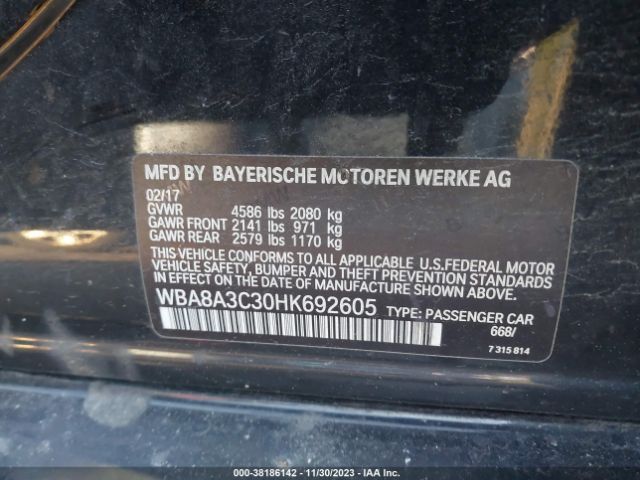 MFD BY BAYERISCHE MOTOREN WERKE AG
02/17
GVWR 4586 lbs 2080 kg
GAWR FRONT 2141 lbs 971 kg
GAWR REAR 2579 lbs 1170 kg
THIS VEHICLE CONFORMS TO ALL APPLICABLE U.S.FEDERAL MOTOR
VEHICLE SAFETY, BUMPER AND THEFT PREVENTION STANDARDS
IN EFFECT ON THE DATE OF MANUFACTURE SHOWN ABOVE.
WBA8A3C30HK692605 TYPE: PASSENGER CAR
668/
7 315 814
000-38186142 - 11/30/2023 - IAA Inc.